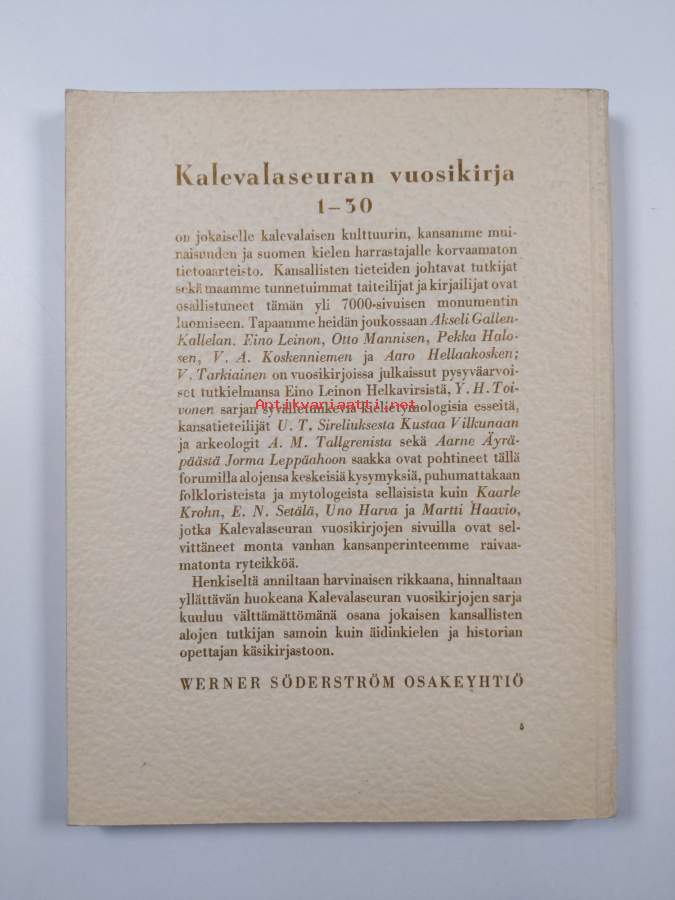 Kalevalaseuran vuosikirja
1–30
on jokaiselle kalevalaisen kulttuurin, kansamme mui-
naisuuden ja suomen kielen harrastajalle korvaamaton
tietoaarteisto. Kansallisten tieteiden johtavat tutkijat
sekä maamme tunnetuimmat taiteilijat ja kirjailijat ovat
osallistuneet tämän yli 7000-sivuisen monumentin
luomiseen. Tapaamme heidän joukossaan Akseli Gallen-
Kallelan, Eino Leinon, Otto Mannisen, Pekka Halo-
sen, V. A. Koskenniemen ja Aaro Hellaakosken;
V. Tarkiainen on vuosikirjoissa julkaissut pysyväarvoi-
set tutkielmansa Eino Leinon Helkavirsistä, Y. H. Toi-
Antikvariaatti.net
vonen sarjan syvälletunkevia kielietymologisia esseitä,
kansatieteilijät U. T. Sireliuksesta Kustaa Vilkunaan
ja arkeologit A. M. Tallgrenista sekä Aarne Äyrä-
päästä Jorma Leppäahoon saakka ovat pohtineet tällä
forumilla alojensa keskeisiä kysymyksiä, puhumattakaan
folkloristeista ja mytologeista sellaisista kuin Kaarle
Krohn, E. N. Setälä, Uno Harva ja Martti Haavio,
jotka Kalevalaseuran vuosikirjojen sivuilla ovat sel-
vittäneet monta vanhan kansanperinteemme raivaa-
matonta ryteikköä.
Henkiseltä anniltaan harvinaisen rikkaana, hinnaltaan
yllättävän huokeana Kalevalaseuran vuosikirjojen sarja
kuuluu välttämättömänä osana jokaisen kansallisten
alojen tutkijan samoin kuin äidinkielen ja historian
opettajan käsikirjastoon.
WERNER SÖDERSTRÖM OSAKEYHTIÖ
5